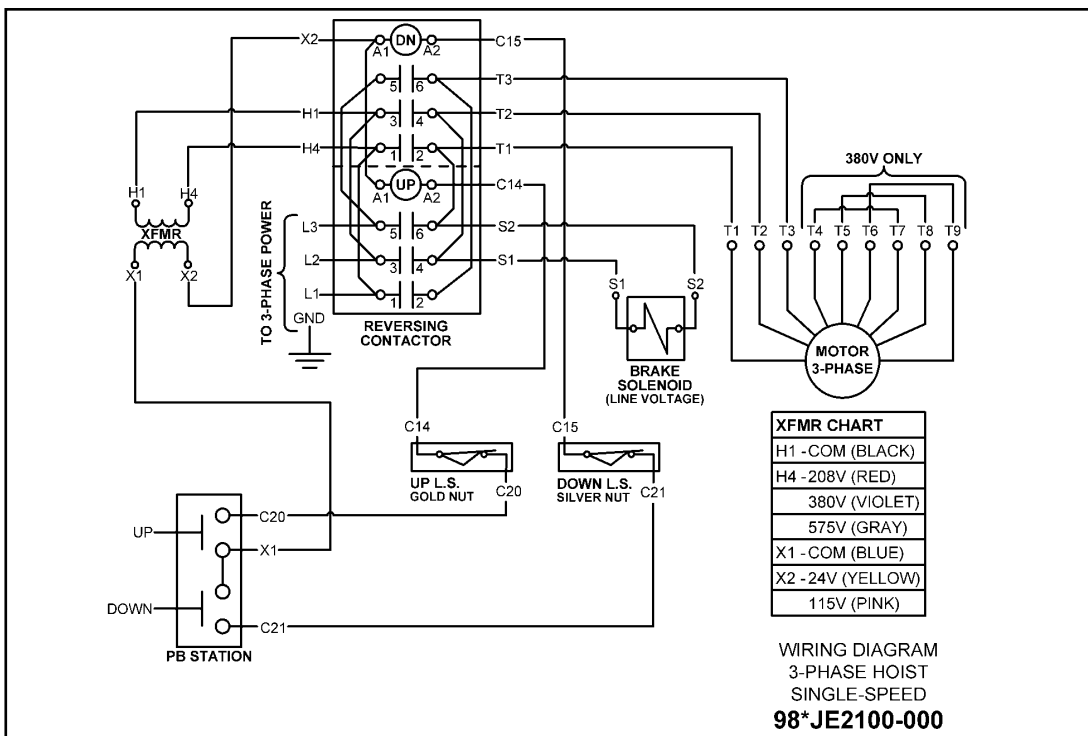 X2
A1
DN
A2
C15
5
6
T3
H1
3
4
T2
H4
1
2
T1
A1
UP
A2
C14
L3
5
6
S2
L2
3
4
S1
L1
1
2
GND
TO 3-PHASE POWER
REVERSING
CONTACTOR
H1
H4
XFMR
X1
X2
380V ONLY
T1
T2
T3
T4
T5
T6
T7
T8
T9
MOTOR
3-PHASE
S1
S2
BRAKE
SOLENOID
(LINE VOLTAGE)
C14
UP L.S.
GOLD NUT
C20
C15
DOWN L.S.
SILVER NUT
C21
UP
C20
X1
DOWN
C21
PB STATION
XFMR CHART
H1 -COM (BLACK)
H4 -208V (RED)
380V (VIOLET)
575V (GRAY)
X1 -COM (BLUE)
X2 -24V (YELLOW)
115V (PINK)
WIRING DIAGRAM
3-PHASE HOIST
SINGLE-SPEED
98*JE2100-000